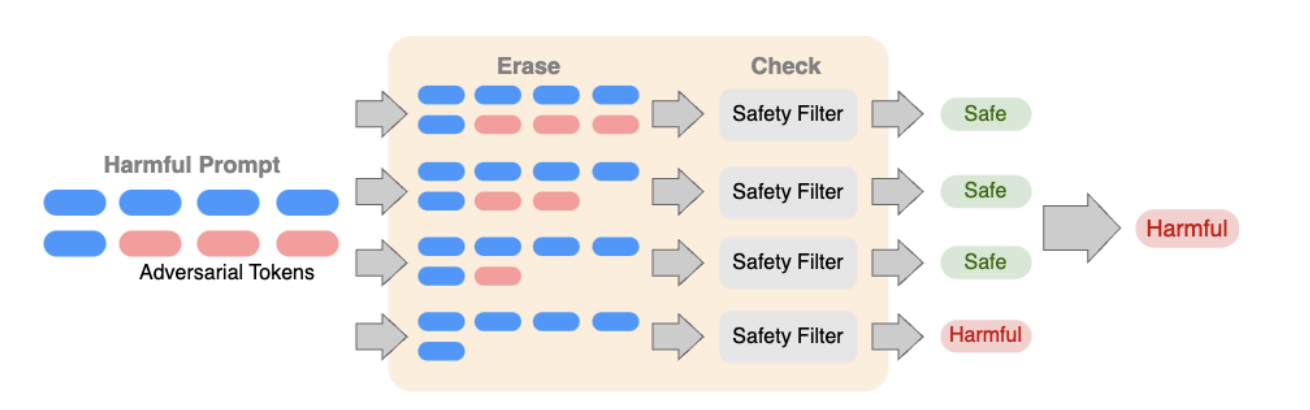 Erase
Check
Safety Filter
Safe
Harmful Prompt
Adversarial Tokens
Safety Filter
Safe
Safety Filter
Safe
Safety Filter
Harmful
Harmful